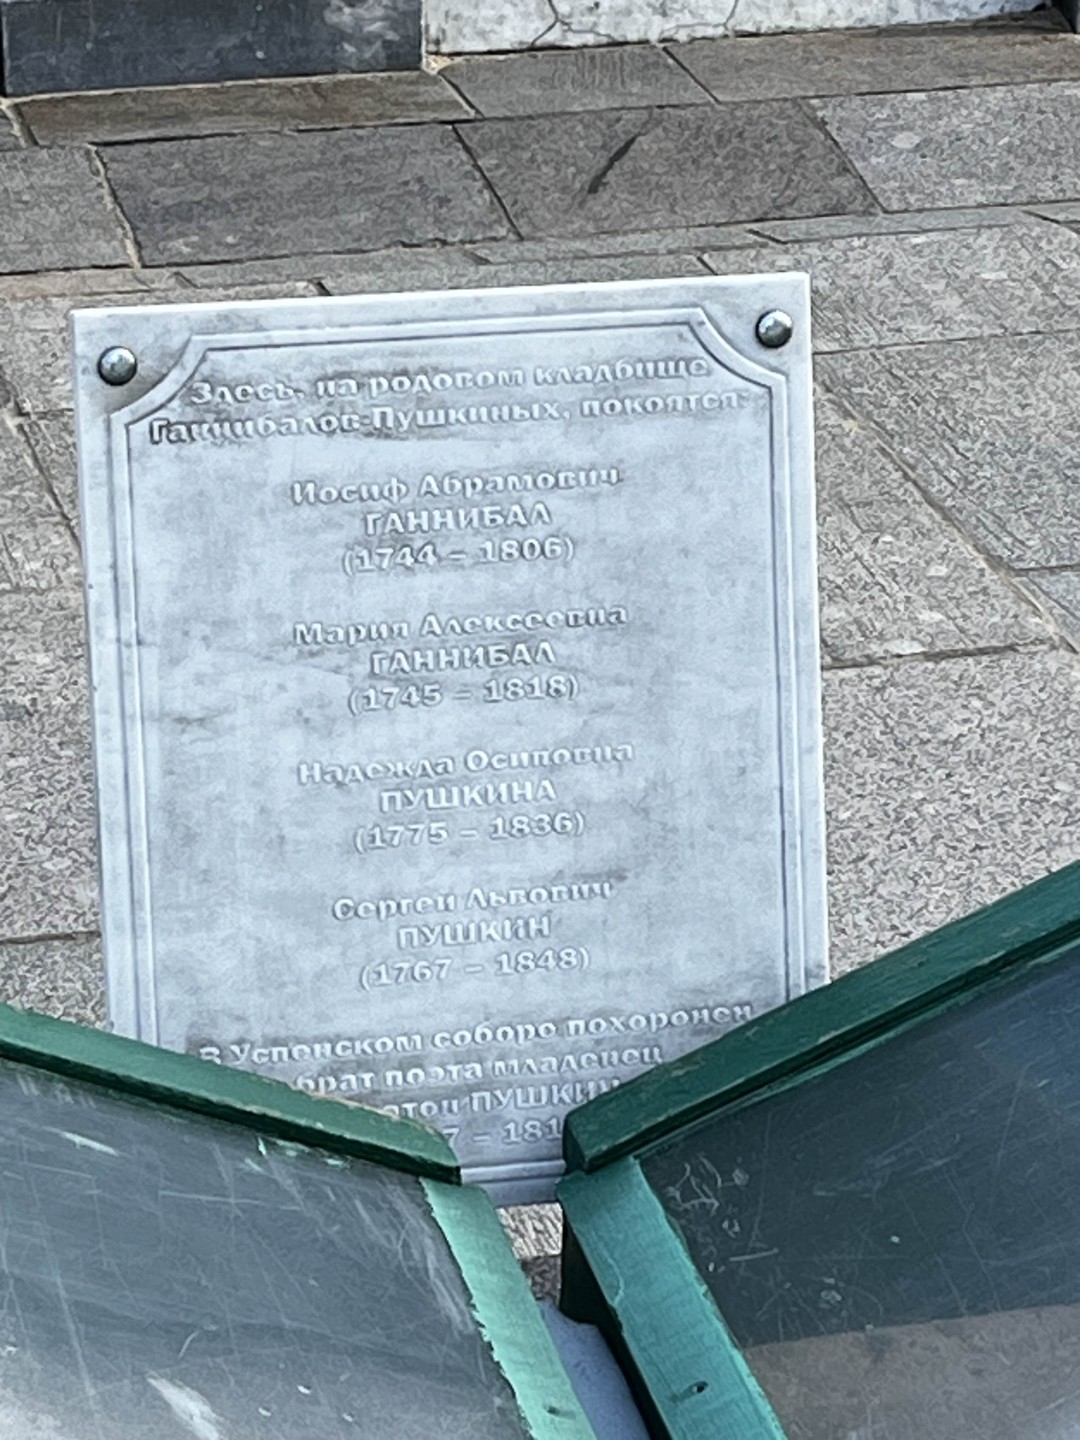 Здесь, на родовом кладбище
Ганнибалов-Пушкиных, покоятся:
Иосиф Абрамович
ГАННИБАЛ
(1744 – 1806)
Мария Алексеевна
ГАННИБАЛ
(1745 – 1818)
Надежда Осиповна
ПУШКИНА
(1775 – 1836)
Сергей Львович
ПУШКИН
(1767 – 1848)
В Успенском соборе похоронен
брат поэта младенец
ПУШКИН